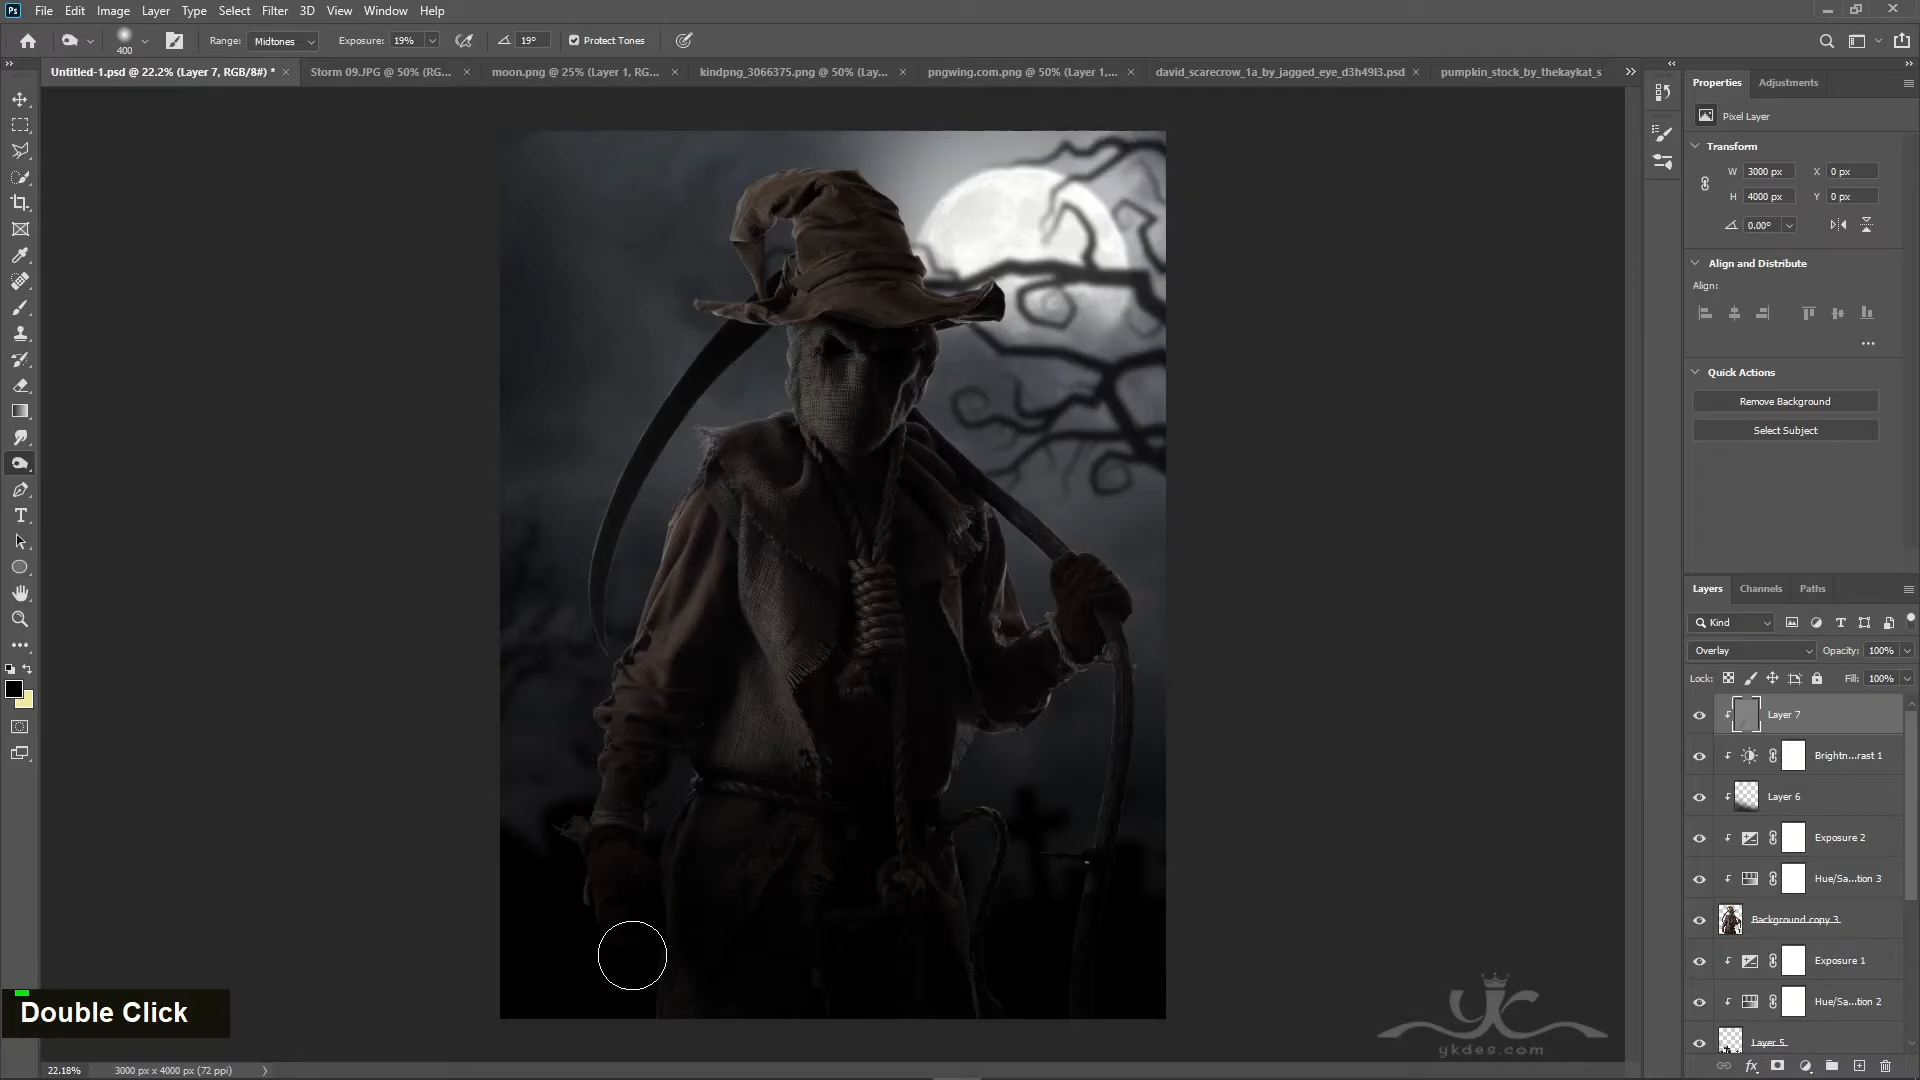 Ps File Edit Image Layer Type Select Filter 3D View Window Help
400 Range: Midtones Exposure: 19% 19° Protect Tones
Untitled-1.psd @ 22.2% (Layer 7, RGB/8#) * Storm 09.JPG @ 50% (RG... moon.png @ 25% (Layer 1, RG... kindpng_3066375.png @ 50% (Lay... pngwing.com.png @ 50% (Layer 1,... david_scarecrow_1a_by_jagged_eye_d3h49l3.psd pumpkin_stock_by_thekaykat_s
Properties Adjustments
Pixel Layer
Transform
W 3000 px X 0 px
H 4000 px Y 0 px
0.00°
Align and Distribute
Align:
Quick Actions
Remove Background
Select Subject
Layers Channels Paths
Kind
Overlay Opacity: 100%
Lock: Fill: 100%
Layer 7
Brightn...rast 1
Layer 6
Exposure 2
Hue/Sa...tion 3
Background copy 3
Exposure 1
Hue/Sa...tion 2
Layer 5
Double Click
yc
ykdes.com
22.18% 3000 px x 4000 px (72 ppi)